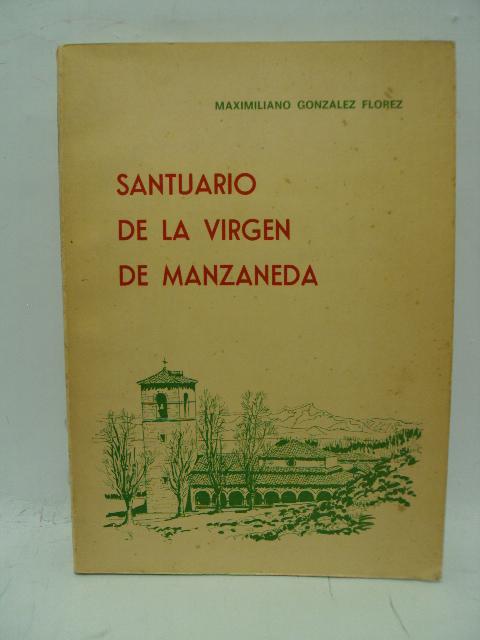 MAXIMILIANO GONZALEZ FLOREZ
SANTUARIO
DE LA VIRGEN
DE MANZANEDA